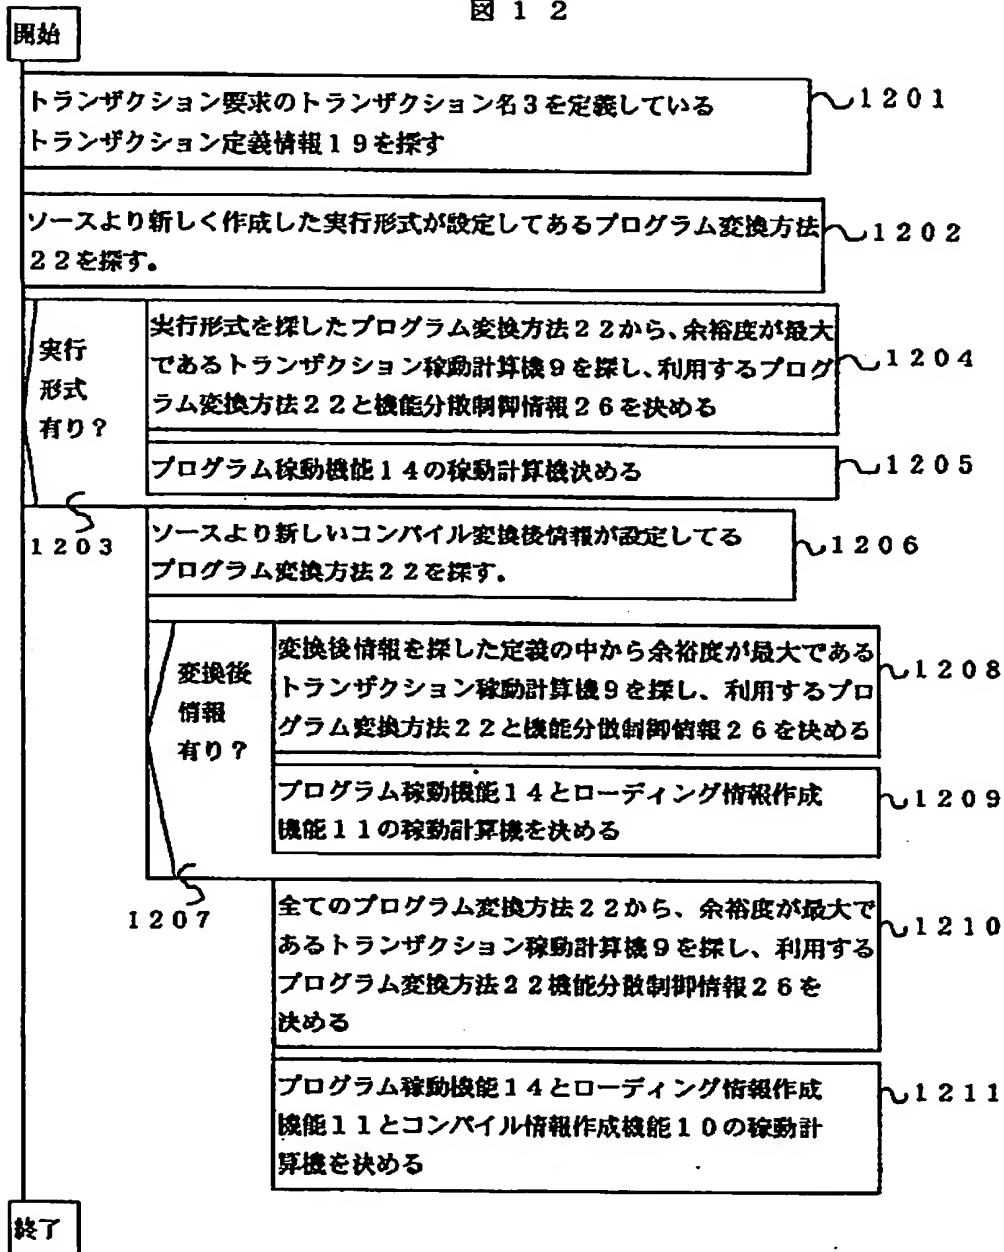 図１２
開始
トランザクション要求のトランザクション名３を定義している
トランザクション定義情報１９を探す
１２０１
ソースより新しく作成した実行形式が設定してあるプログラム変換方法
２２を探す。
１２０２
実行
形式
有り？
１２０３
実行形式を探したプログラム変換方法２２から、余裕度が最大
であるトランザクション稼動計算機９を探し、利用するプログ
ラム変換方法２２と機能分散制御情報２６を決める
１２０４
プログラム稼動機能１４の稼動計算機決める
１２０５
ソースより新しいコンパイル変換後情報が設定してる
プログラム変換方法２２を探す。
１２０６
変換後
情報
有り？
１２０７
変換後情報を探した定義の中から余裕度が最大である
トランザクション稼動計算機９を探し、利用するプロ
グラム変換方法２２と機能分散制御情報２６を決める
１２０８
プログラム稼動機能１４とローディング情報作成
機能１１の稼動計算機を決める
１２０９
全てのプログラム変換方法２２から、余裕度が最大で
あるトランザクション稼動計算機９を探し、利用する
プログラム変換方法２２機能分散制御情報２６を
決める
１２１０
プログラム稼動機能１４とローディング情報作成
機能１１とコンパイル情報作成機能１０の稼動計
算機を決める
１２１１
終了